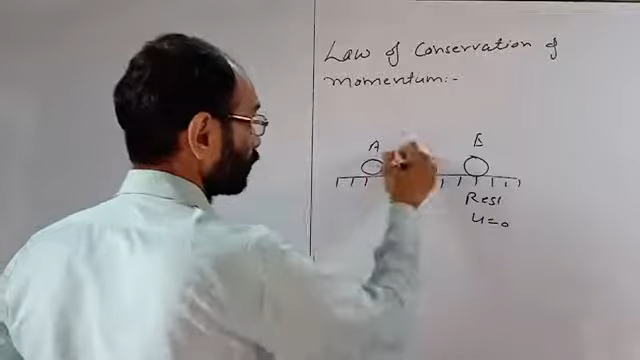 Law of Conservation of
momentum:-
A
B
Rest
u=0